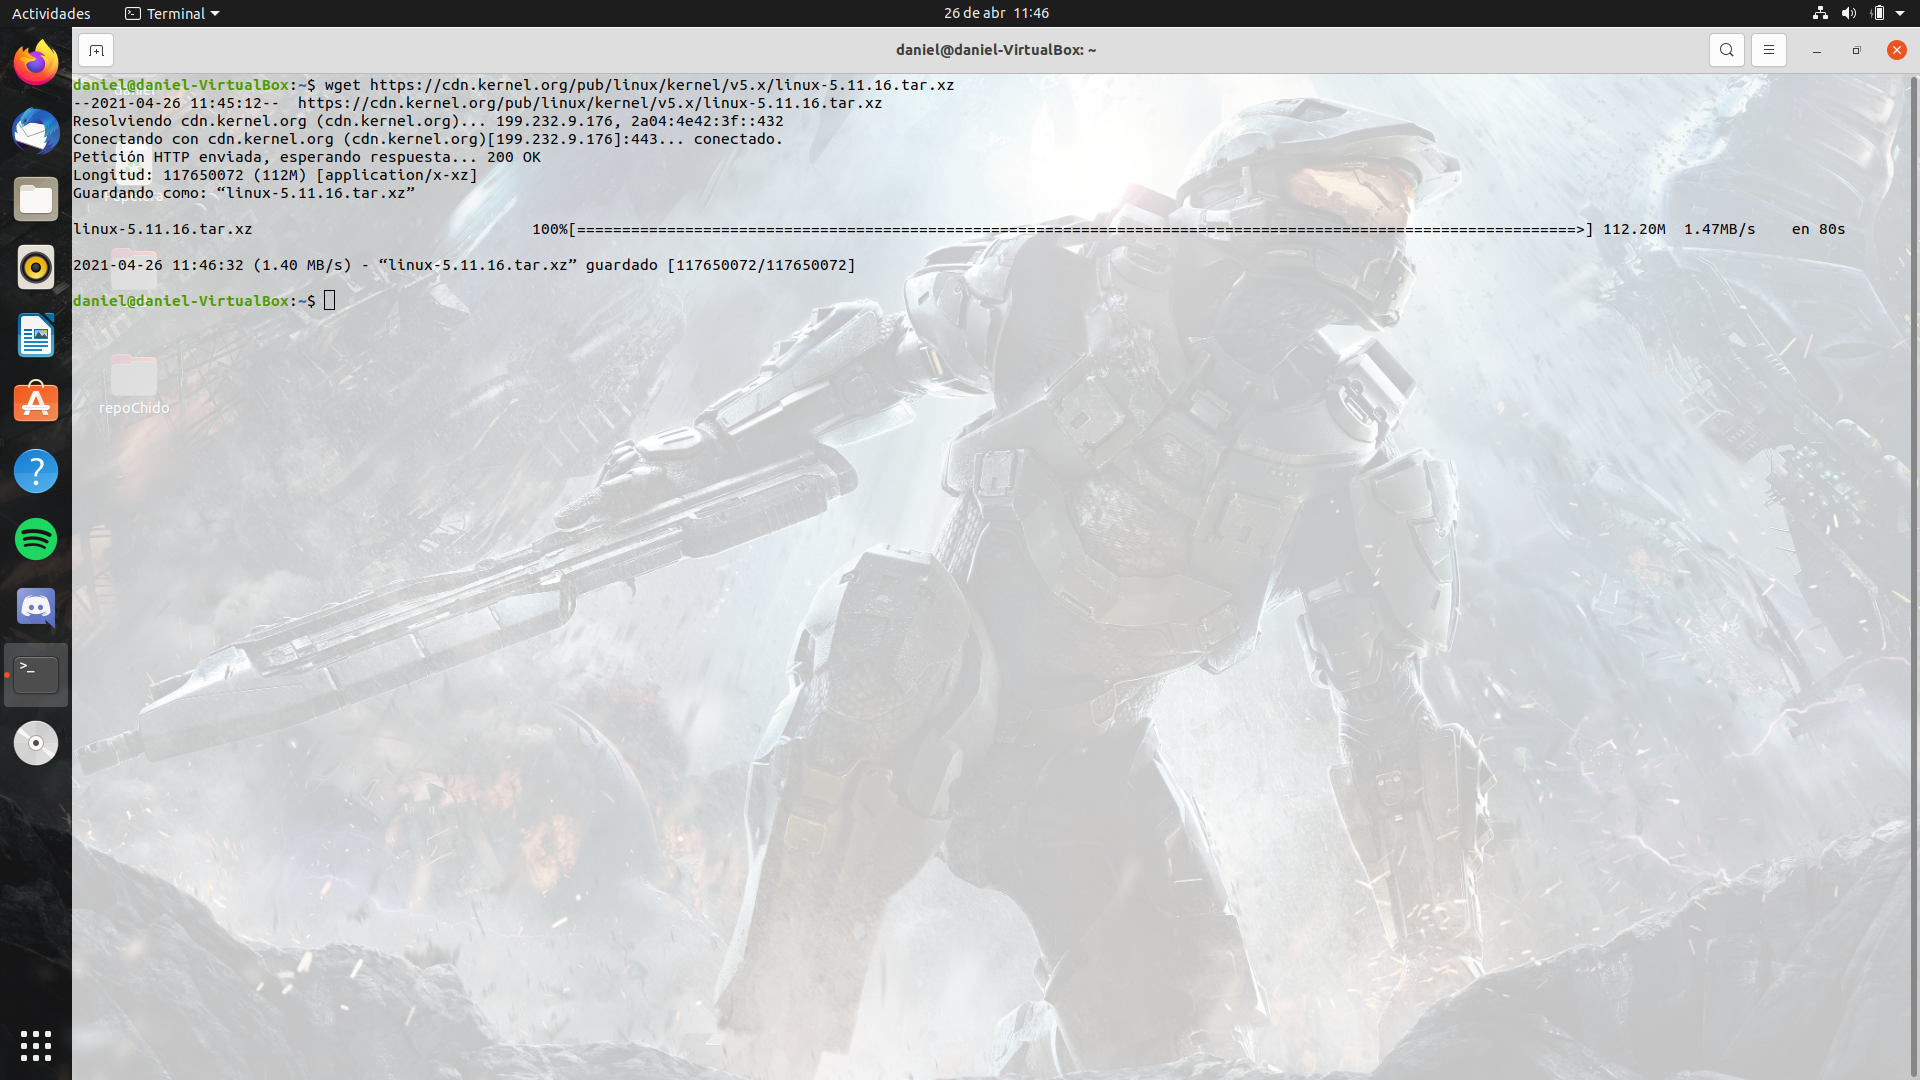 Actividades
Terminal
26 de abr 11:46
daniel@daniel-VirtualBox: ~
daniel@daniel-VirtualBox:~$ wget https://cdn.kernel.org/pub/linux/kernel/v5.x/linux-5.11.16.tar.xz
--2021-04-26 11:45:12--  https://cdn.kernel.org/pub/linux/kernel/v5.x/linux-5.11.16.tar.xz
Resolviendo cdn.kernel.org (cdn.kernel.org)... 199.232.9.176, 2a04:4e42:3f::432
Conectando con cdn.kernel.org (cdn.kernel.org)[199.232.9.176]:443... conectado.
Petición HTTP enviada, esperando respuesta... 200 OK
Longitud: 117650072 (112M) [application/x-xz]
Guardando como: “linux-5.11.16.tar.xz”
linux-5.11.16.tar.xz 100%[===============================================================================================================>] 112.20M 1.47MB/s en 80s
2021-04-26 11:46:32 (1.40 MB/s) - “linux-5.11.16.tar.xz” guardado [117650072/117650072]
daniel@daniel-VirtualBox:~$
repoChido